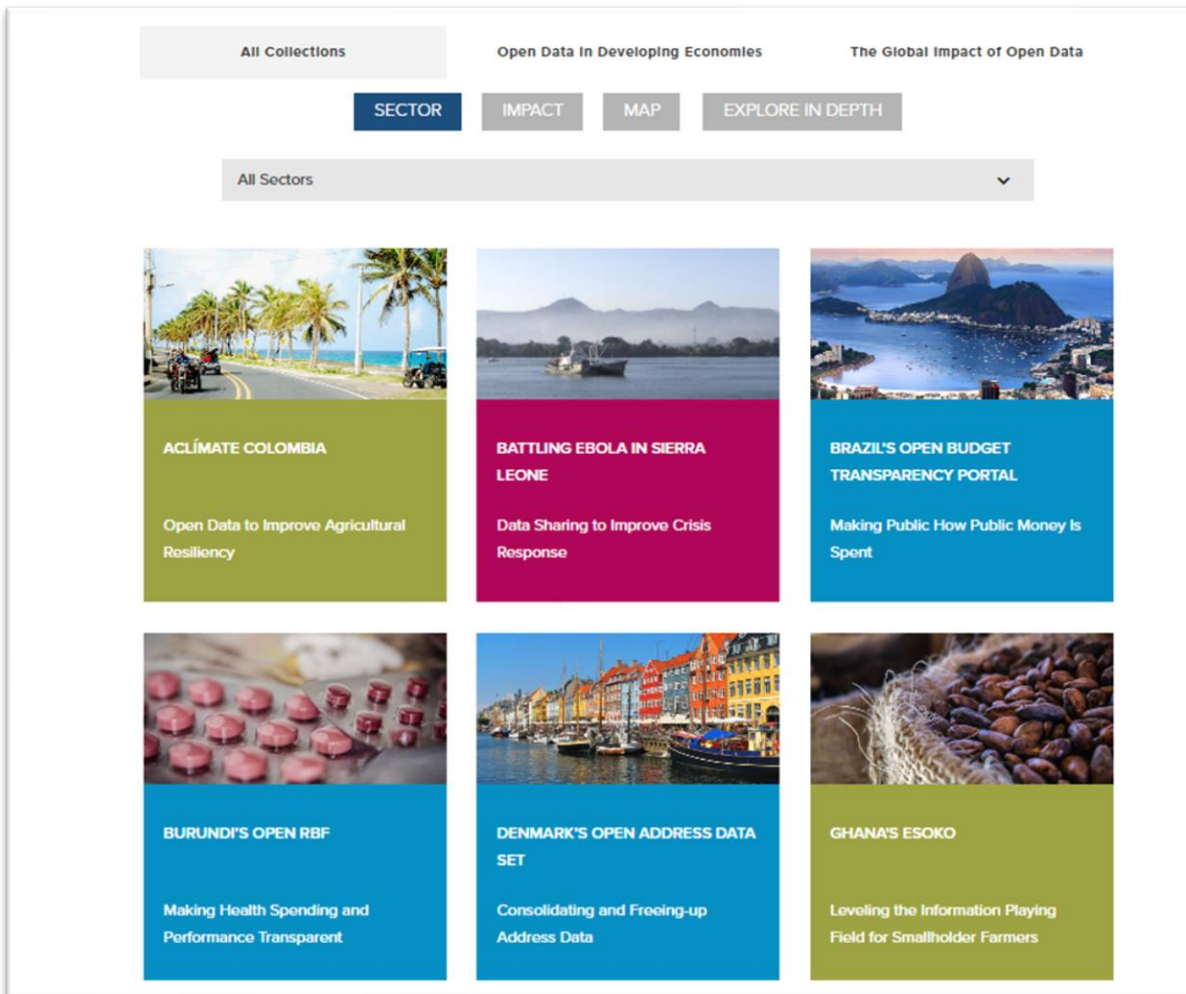 All Collections
Open Data in Developing Economies
The Global Impact of Open Data
SECTOR
IMPACT
MAP
EXPLORE IN DEPTH
All Sectors
ACLÍMATE COLOMBIA
Open Data to Improve Agricultural
Resiliency
BATTLING EBOLA IN SIERRA
LEONE
Data Sharing to Improve Crisis
Response
BRAZIL'S OPEN BUDGET
TRANSPARENCY PORTAL
Making Public How Public Money Is
Spent
BURUNDI'S OPEN RBF
Making Health Spending and
Performance Transparent
DENMARK'S OPEN ADDRESS DATA
SET
Consolidating and Freeing-up
Address Data
GHANA'S ESOKO
Leveling the Information Playing
Field for Smallholder Farmers